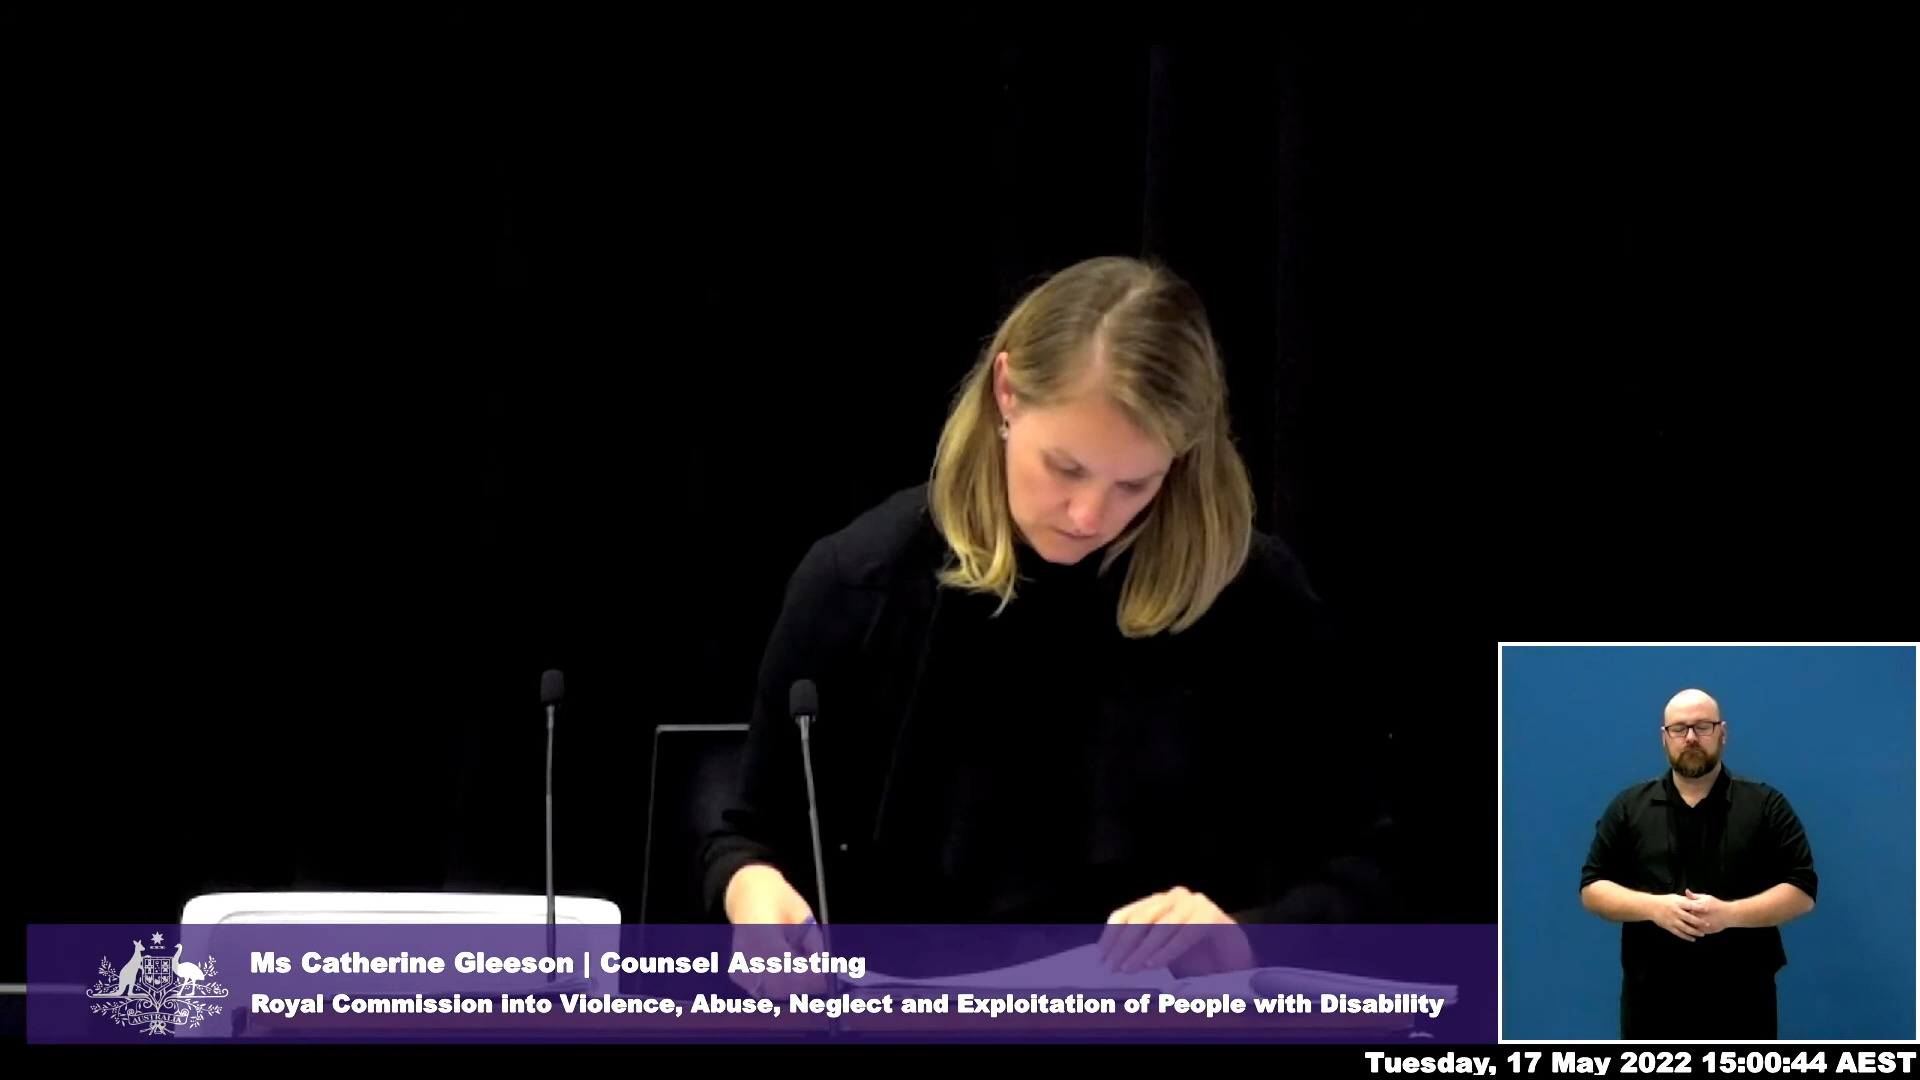 Ms Catherine Gleeson | Counsel Assisting
Royal Commission into Violence, Abuse, Neglect and Exploitation of People with Disability
AUSTRALIA
Tuesday, 17 May 2022 15:00:44 AEST